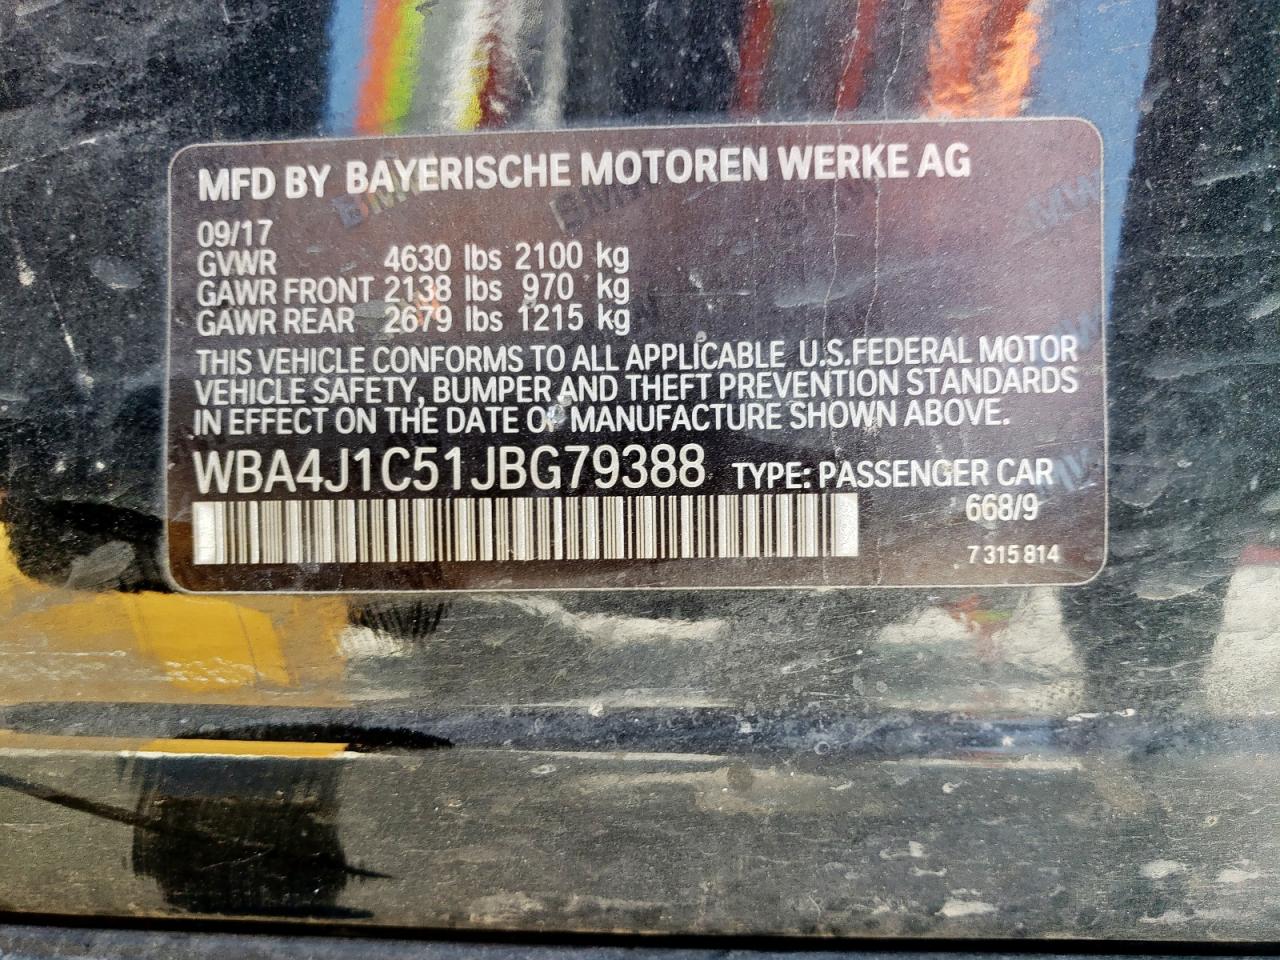 MFD BY BAYERISCHE MOTOREN WERKE AG
09/17
GVWR 4630 lbs 2100 kg
GAWR FRONT 2138 lbs 970 kg
GAWR REAR 2679 lbs 1215 kg
THIS VEHICLE CONFORMS TO ALL APPLICABLE U.S.FEDERAL MOTOR
VEHICLE SAFETY, BUMPER AND THEFT PREVENTION STANDARDS
IN EFFECT ON THE DATE OF MANUFACTURE SHOWN ABOVE.
WBA4J1C51JBG79388 TYPE: PASSENGER CAR
668/9
7 315 814